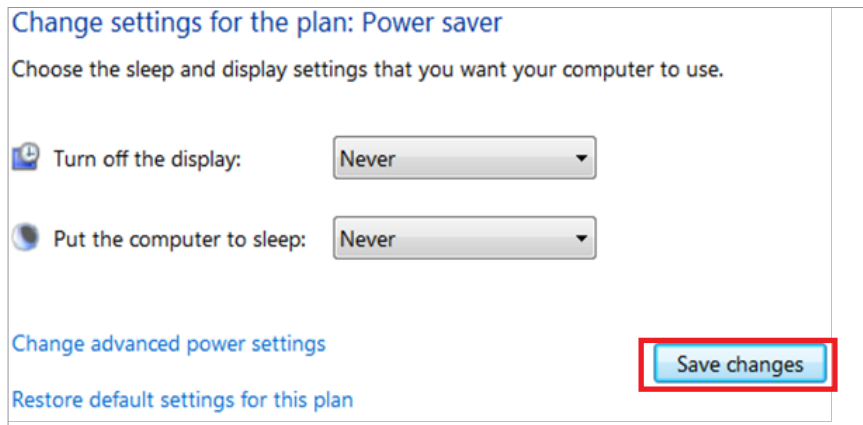 Change settings for the plan: Power saver
Choose the sleep and display settings that you want your computer to use.
Turn off the display: Never
Put the computer to sleep: Never
Change advanced power settings
Save changes
Restore default settings for this plan